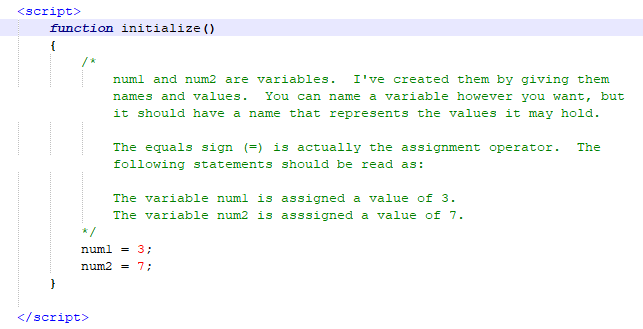 <script>
function initialize()
{
/*
num1 and num2 are variables.  I've created them by giving them
names and values.  You can name a variable however you want, but
it should have a name that represents the values it may hold.
The equals sign (=) is actually the assignment operator.  The
following statements should be read as:
The variable num1 is assigned a value of 3.
The variable num2 is asssigned a value of 7.
*/
num1 = 3;
num2 = 7;
}
</script>